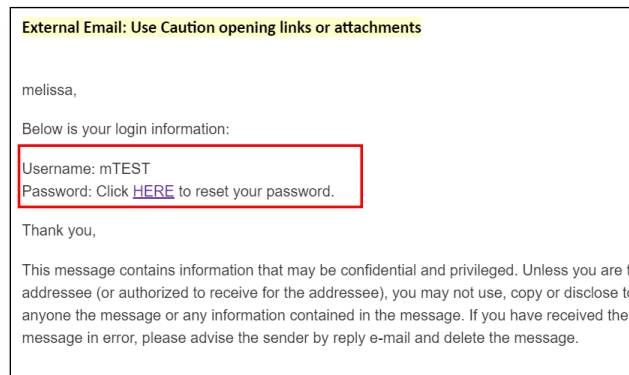 External Email: Use Caution opening links or attachments
melissa,
Below is your login information:
Username: mTEST
Password: Click HERE to reset your password.
Thank you,
This message contains information that may be confidential and privileged. Unless you are
addressee (or authorized to receive for the addressee), you may not use, copy or disclose
anyone the message or any information contained in the message. If you have received the
message in error, please advise the sender by reply e-mail and delete the message.